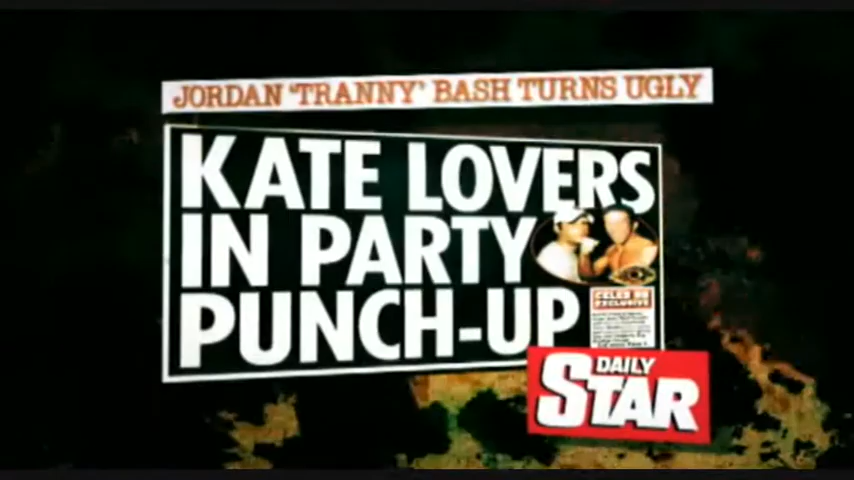 JORDAN 'TRANNY' BASH TURNS UGLY
KATE LOVERS
IN PARTY
PUNCH-UP
CELEB BB
EXCLUSIVE
DAILY
STAR